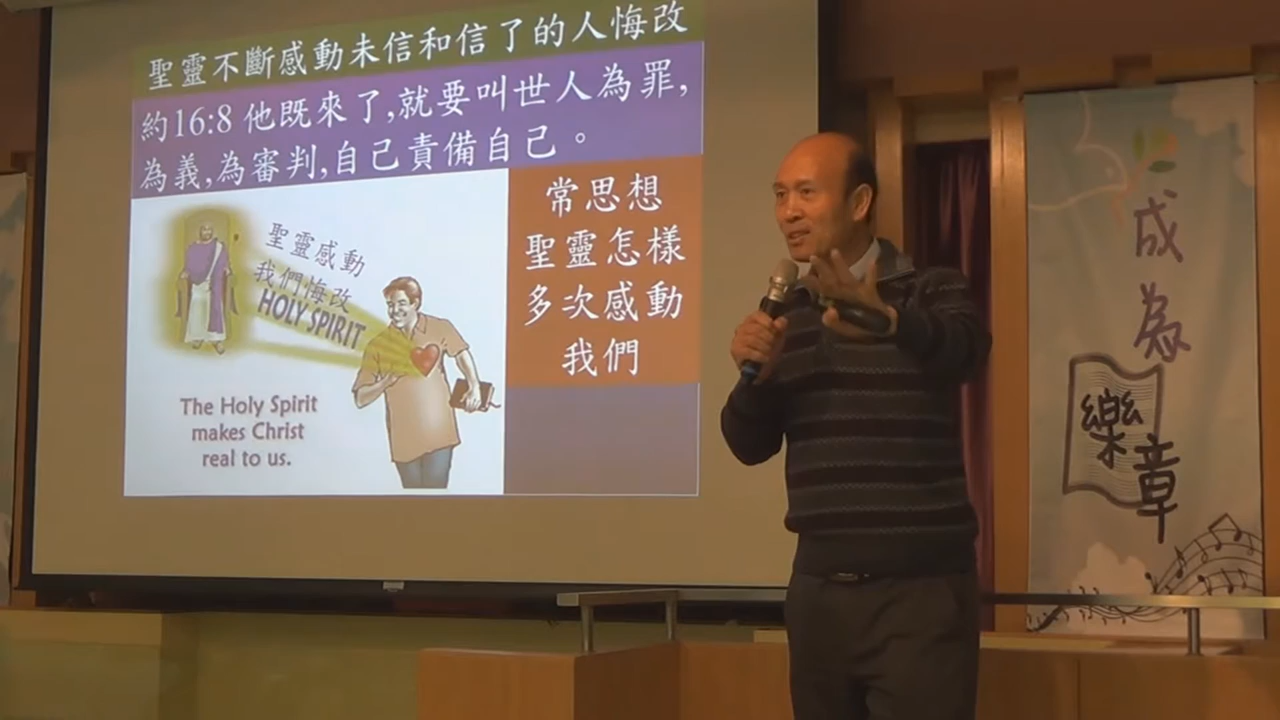 聖靈不斷感動未信和信了的人悔改
約16:8 他既來了,就要叫世人為罪,
為義,為審判,自己責備自己。
聖靈感動
我們悔改
HOLY SPIRIT
The Holy Spirit
makes Christ
real to us.
常思想
聖靈怎樣
多次感動
我們
成為
樂章